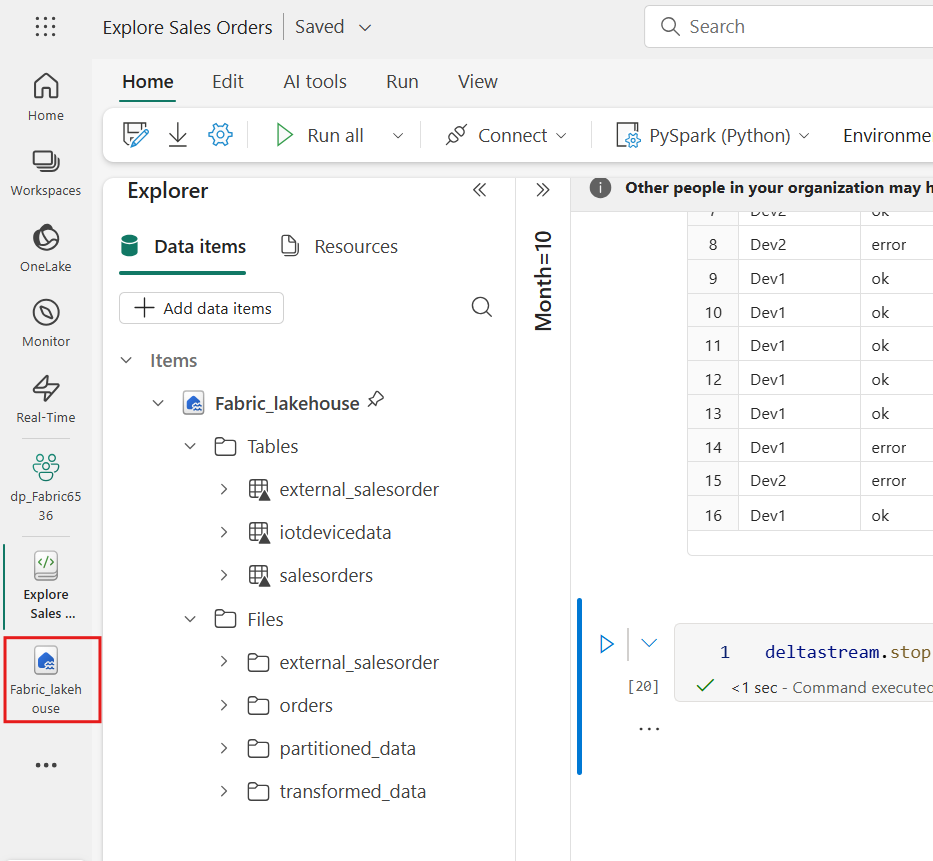 Explore Sales Orders
Saved
Search
Home
Workspaces
OneLake
Monitor
Real-Time
dp_Fabric65
36
Explore
Sales ...
Fabric_lakeh
ouse
Home
Edit
AI tools
Run
View
Run all
Connect
PySpark (Python)
Environme
Explorer
Data items
Resources
Add data items
Items
Fabric_lakehouse
Tables
external_salesorder
iotdevicedata
salesorders
Files
external_salesorder
orders
partitioned_data
transformed_data
Month=10
Other people in your organization may h
7 Dev2 ok
8 Dev2 error
9 Dev1 ok
10 Dev1 ok
11 Dev1 ok
12 Dev1 ok
13 Dev1 ok
14 Dev1 error
15 Dev2 error
16 Dev1 ok
1 deltastream.stop
[20]
<1 sec - Command executed
...